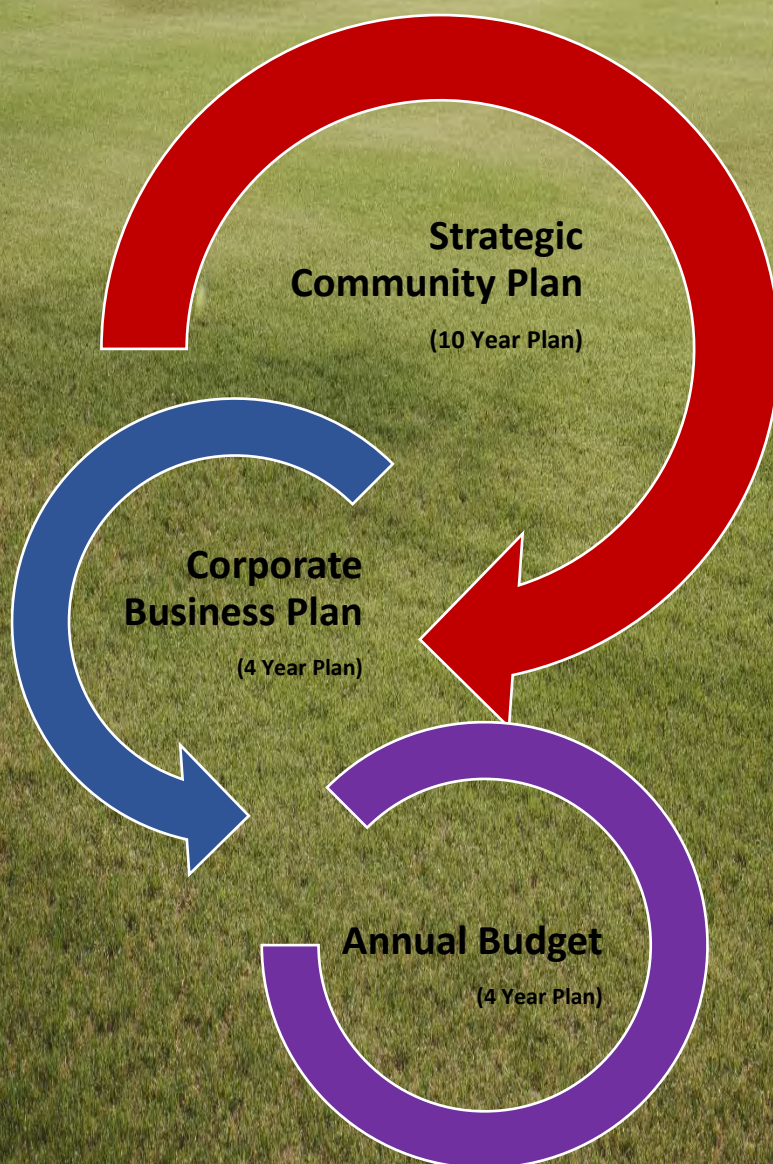 Strategic
Community Plan
(10 Year Plan)
Corporate
Business Plan
(4 Year Plan)
Annual Budget
(4 Year Plan)